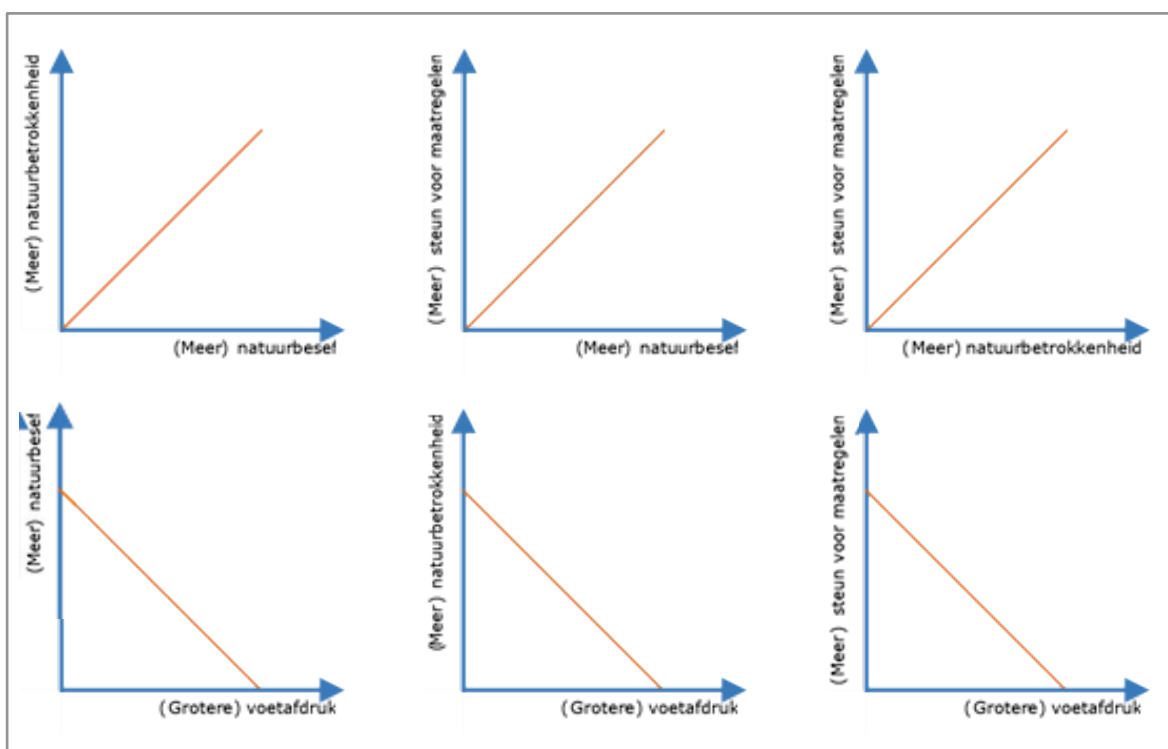 (Meer) natuurbetrokkenheid
(Meer) natuurbesef
(Meer) steun voor maatregelen
(Meer) natuurbesef
(Meer) steun voor maatregelen
(Meer) natuurbetrokkenheid
(Meer) natuurbesef
(Grotere) voetafdruk
(Meer) natuurbetrokkenheid
(Grotere) voetafdruk
(Meer) steun voor maatregelen
(Grotere) voetafdruk